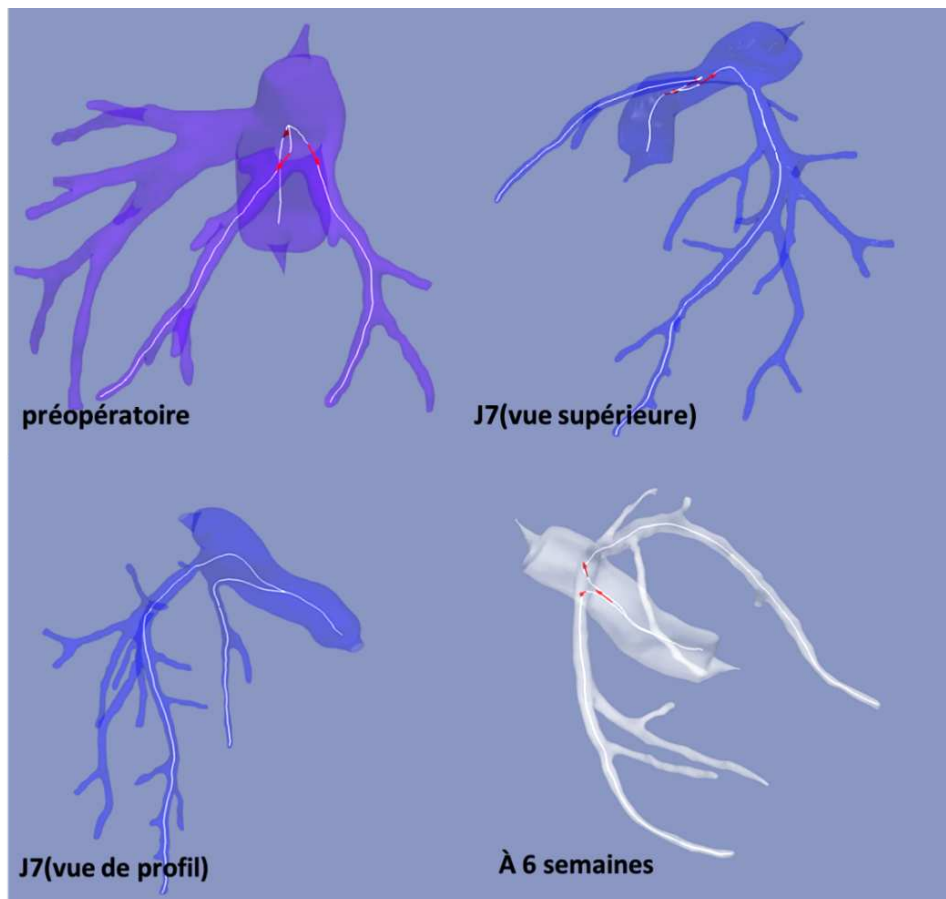 préopératoire
J7(vue supérieure)
J7(vue de profil)
À 6 semaines